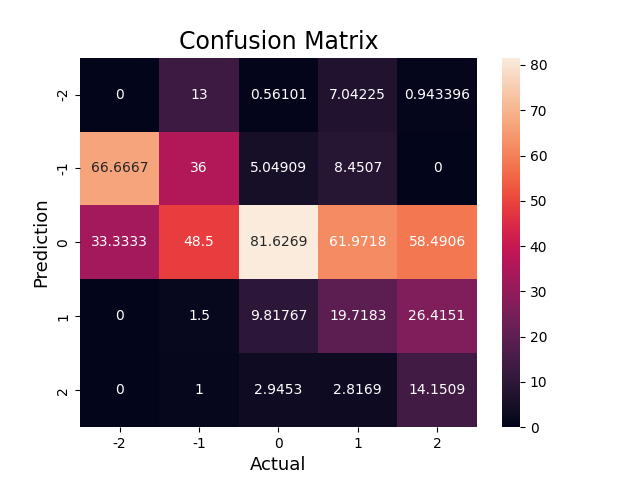 Confusion Matrix
80
-2 0 13 0.56101 7.04225 0.943396
70
-1 66.6667 36 5.04909 8.4507 0
60
50
Prediction
0 33.3333 48.5 81.6269 61.9718 58.4906
40
30
1 0 1.5 9.81767 19.7183 26.4151
20
2 0 1 2.9453 2.8169 14.1509
10
0
-2 -1 0 1 2
Actual